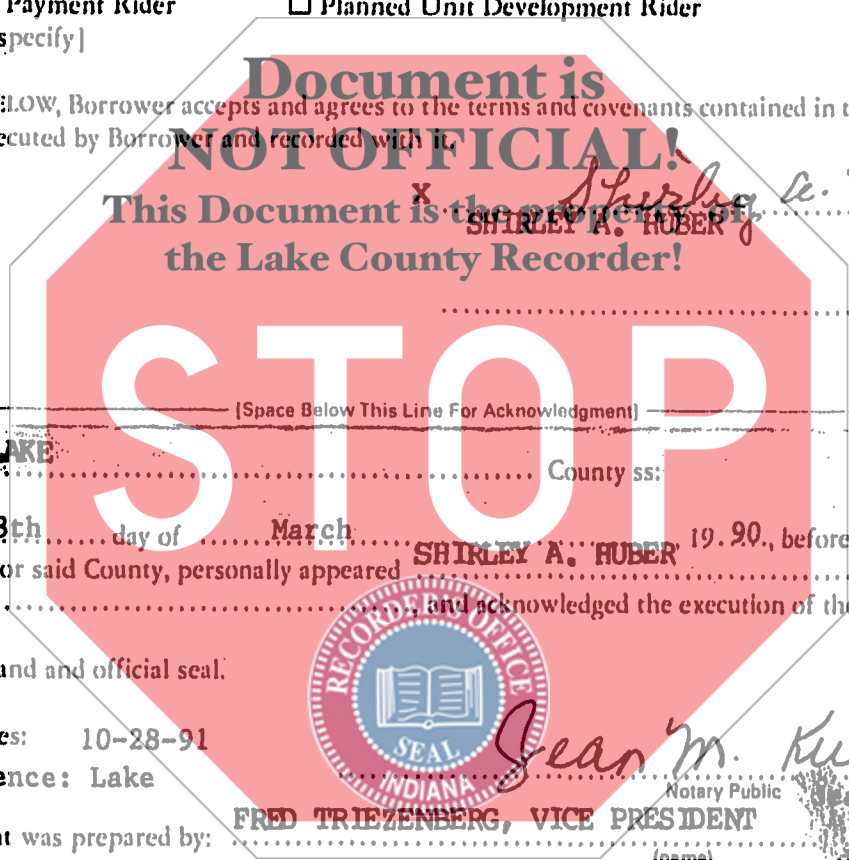 Payment Rider ☐ Planned Unit Development Rider
specify]
Document is
LOW, Borrower accepts and agrees to the terms and covenants contained in
ecuted by Borrower and recorded with it.
NOT OFFICIAL!
x Shirley A.
This Document is the property of
SHIRLEY A. HUBER
the Lake County Recorder!
STOP
[Space Below This Line For Acknowledgment]
AKE
County ss:
8th day of March 19 90, before
or said County, personally appeared SHIRLEY A. HUBER
, and acknowledged the execution of the
and and official seal.
RECORDER'S OFFICE
SEAL
INDIANA
es: 10-28-91 Jean M.
ence: Lake
Notary Public
t was prepared by: FRED TRIEZENBERG, VICE PRESIDENT
(name)